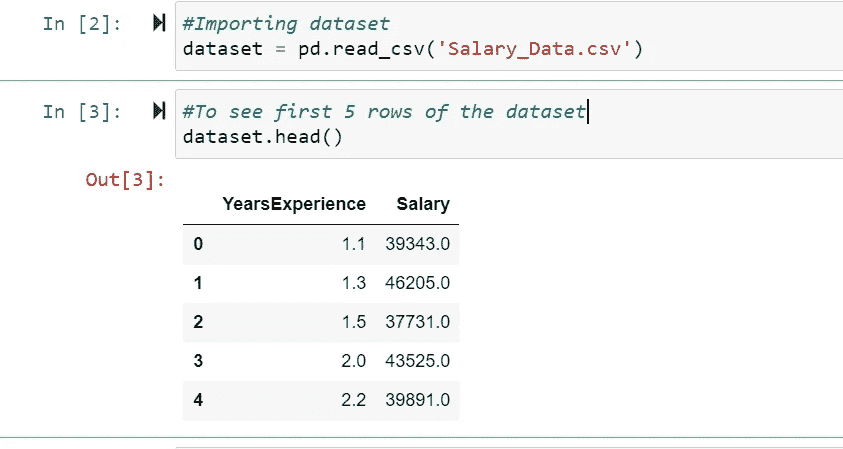 In [2]: #Importing dataset
dataset = pd.read_csv('Salary_Data.csv')
In [3]: #To see first 5 rows of the dataset
dataset.head()
Out[3]:
YearsExperience Salary
0 1.1 39343.0
1 1.3 46205.0
2 1.5 37731.0
3 2.0 43525.0
4 2.2 39891.0